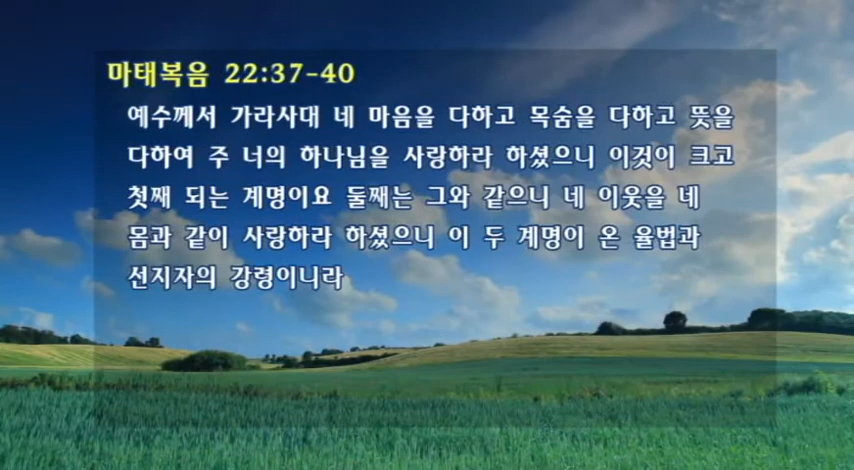 마태복음 22:37-40
예수께서 가라사대 네 마음을 다하고 목숨을 다하고 뜻을
다하여 주 너의 하나님을 사랑하라 하셨으니 이것이 크고
첫째 되는 계명이요 둘째는 그와 같으니 네 이웃을 네
몸과 같이 사랑하라 하셨으니 이 두 계명이 온 율법과
선지자의 강령이니라